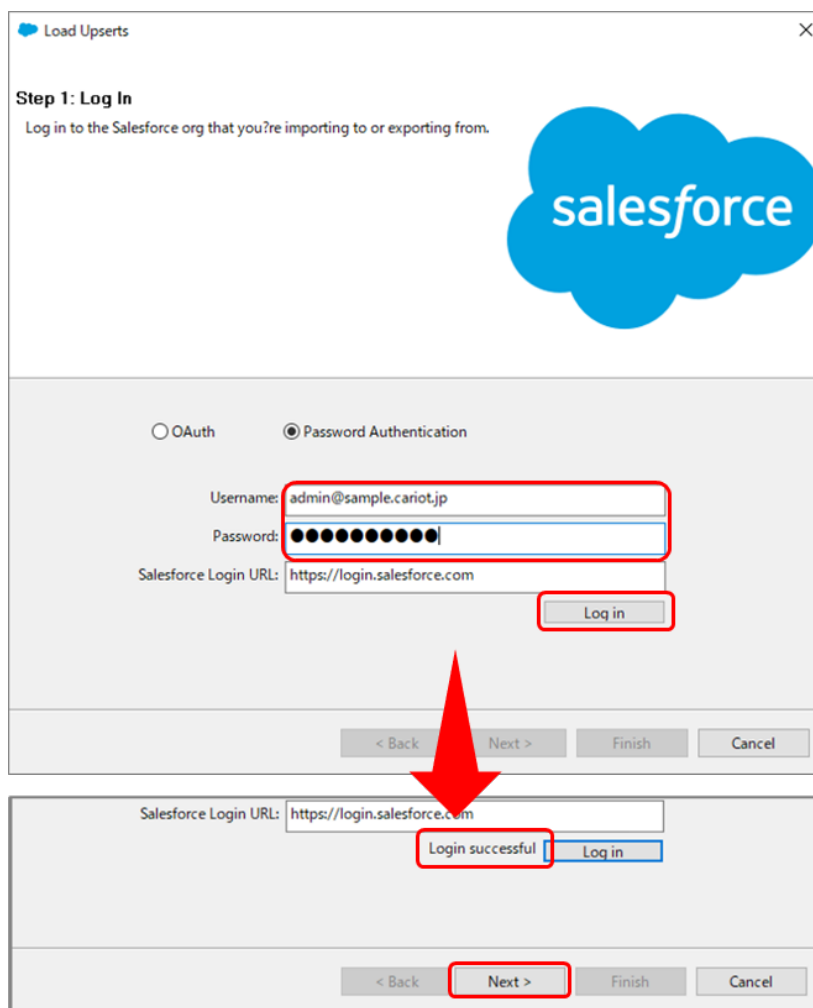 Load Upserts
Step 1: Log In
Log in to the Salesforce org that you?re importing to or exporting from.
salesforce
OAuth Password Authentication
Username: admin@sample.cariot.jp
Password: ●●●●●●●●●●
Salesforce Login URL: https://login.salesforce.com
Log in
< Back Next > Finish Cancel
Salesforce Login URL: https://login.salesforce.com
Login successful Log in
< Back Next > Finish Cancel